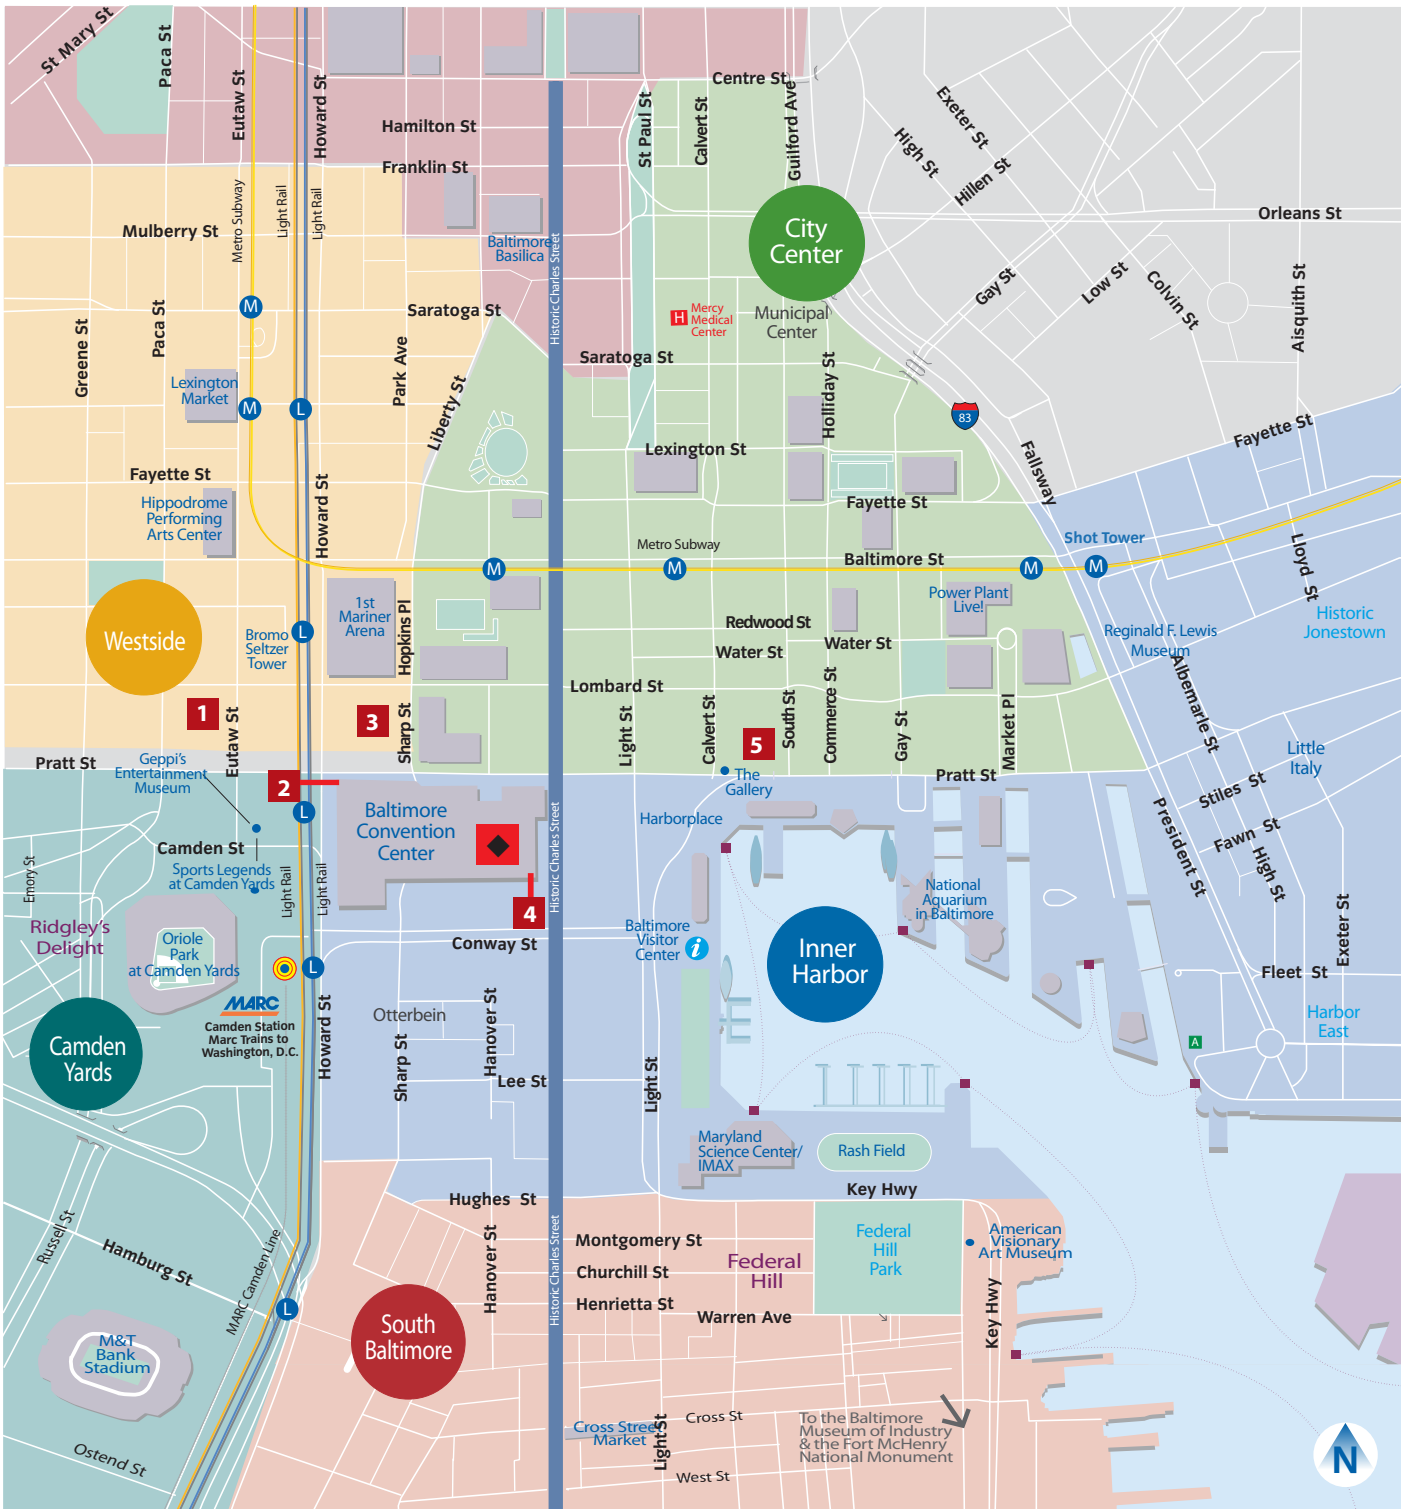 St Mary St
Paca St
Eutaw St
Howard St
Centre St
St Paul St
Calvert St
Guilford Ave
Exeter St
High St
Hillen St
Hamilton St
Franklin St
Metro Subway
Light Rail
Light Rail
Mulberry St
Orleans St
Baltimore
Basilica
Historic Charles Street
City
Center
Gay St
Low St
Colvin St
Aisquith St
M
Greene St
Paca St
Saratoga St
H
Mercy
Medical
Center
Municipal
Center
Park Ave
Liberty St
Saratoga St
Holliday St
Lexington
Market
M
L
83
Lexington St
Fallsway
Fayette St
Fayette St
Howard St
Fayette St
Hippodrome
Performing
Arts Center
Metro Subway
Baltimore St
Shot Tower
M
M
M
M
Lloyd St
1st
Mariner
Arena
Hopkins Pl
Power Plant
Live!
Historic
Jonestown
Westside
Bromo
Seltzer
Tower
L
Redwood St
Water St
Water St
Reginald F. Lewis
Museum
Albemarle St
Lombard St
1
Eutaw St
3
Sharp St
Light St
Calvert St
5
South St
Commerce St
Gay St
Market Pl
Little
Italy
Pratt St
Geppi's
Entertainment
Museum
2
The
Gallery
Pratt St
Stiles St
L
Baltimore
Convention
Center
Harborplace
President St
Fawn St
High St
Historic Charles Street
Camden St
Emory St
Sports Legends
at Camden Yards
Light Rail
Light Rail
4
National
Aquarium
in Baltimore
Exeter St
Ridgley's
Delight
Oriole
Park
at Camden Yards
Conway St
Baltimore
Visitor
Center
i
Inner
Harbor
L
Fleet St
MARC
Camden Station
Marc Trains to
Washington, D.C.
Howard St
Otterbein
Hanover St
Harbor
East
Camden
Yards
Sharp St
Lee St
Light St
A
Maryland
Science Center/
IMAX
Rash Field
Hughes St
Key Hwy
Russell St
Hamburg St
MARC Camden Line
Hanover St
Historic Charles Street
Montgomery St
Churchill St
Henrietta St
Federal
Hill
Federal
Hill
Park
American
Visionary
Art Museum
Warren Ave
Key Hwy
L
South
Baltimore
M&T
Bank
Stadium
Cross Street
Market
Light St
Cross St
West St
To the Baltimore
Museum of Industry
& the Fort McHenry
National Monument
Ostend St
N